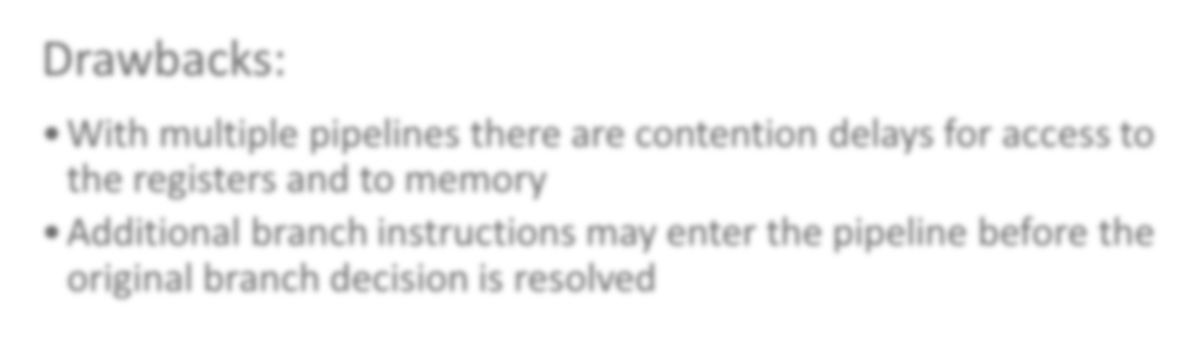 Drawbacks:
• With multiple pipelines there are contention delays for access to
the registers and to memory
• Additional branch instructions may enter the pipeline before the
original branch decision is resolved